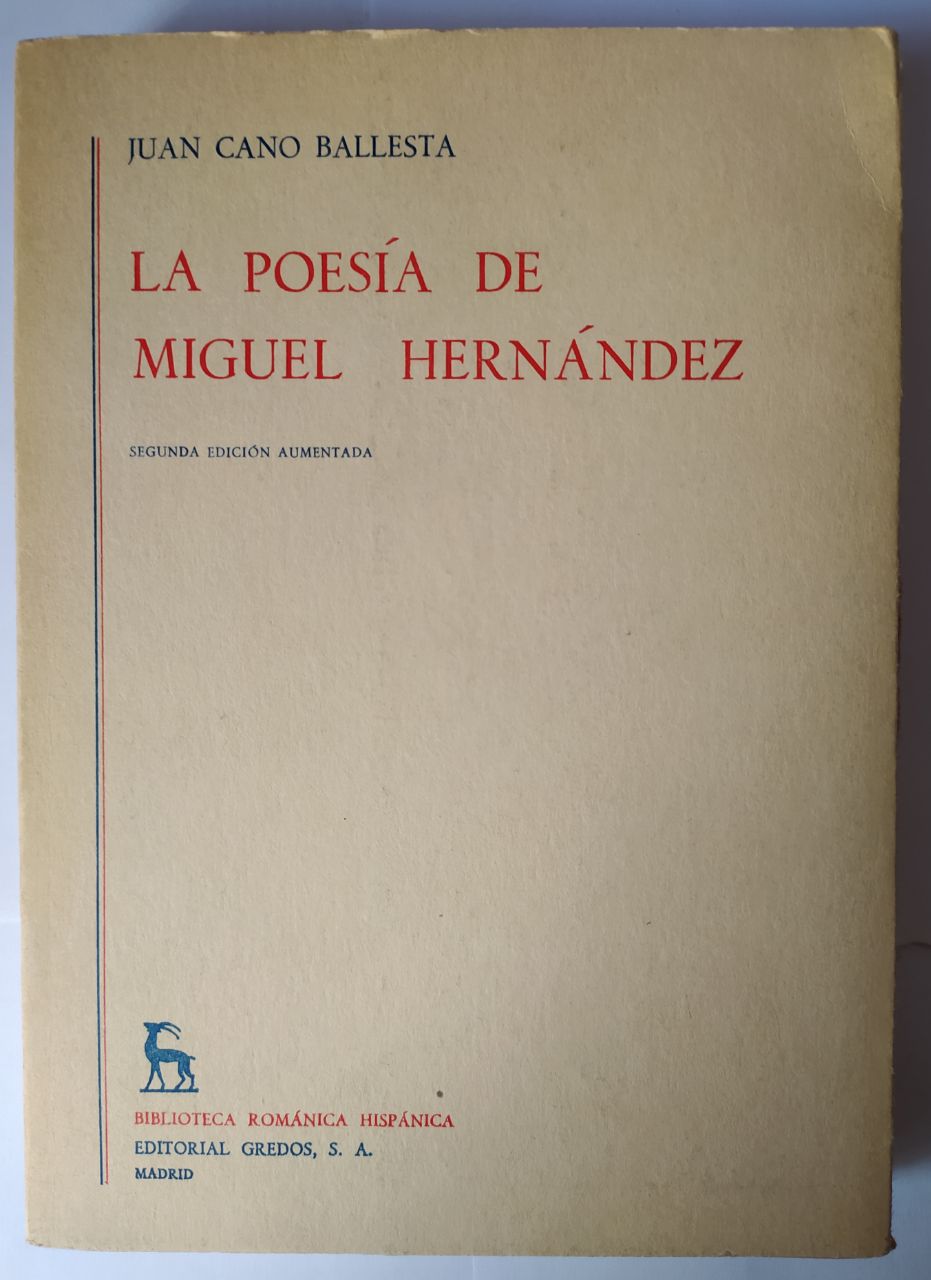 JUAN CANO BALLESTA
LA POESÍA DE
MIGUEL HERNÁNDEZ
SEGUNDA EDICIÓN AUMENTADA
BIBLIOTECA ROMÁNICA HISPÁNICA
EDITORIAL GREDOS, S. A.
MADRID